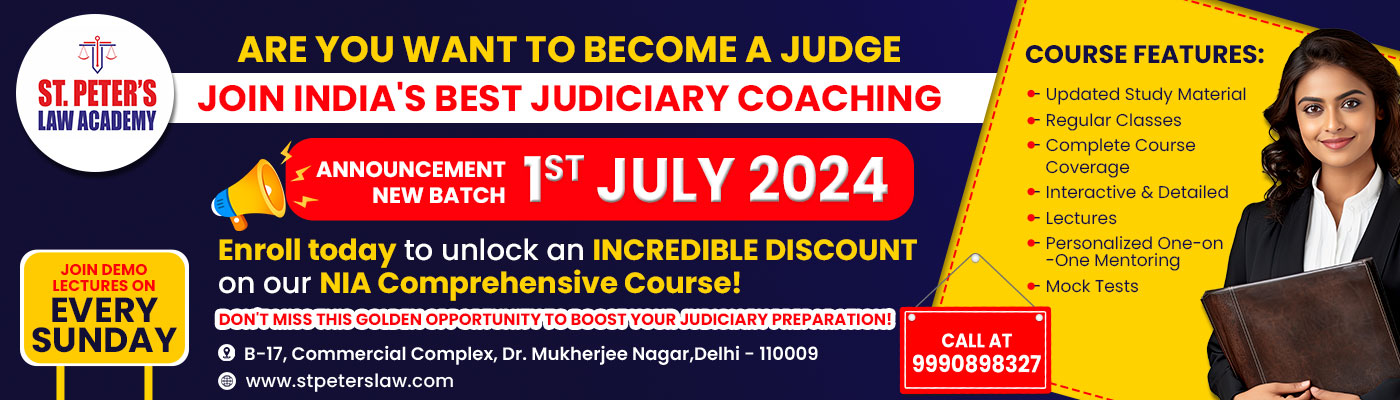 ST. PETER'S
LAW ACADEMY
ARE YOU WANT TO BECOME A JUDGE
JOIN INDIA'S BEST JUDICIARY COACHING
ANNOUNCEMENT
NEW BATCH
1ST JULY 2024
Enroll today to unlock an INCREDIBLE DISCOUNT
on our NIA Comprehensive Course!
DON'T MISS THIS GOLDEN OPPORTUNITY TO BOOST YOUR JUDICIARY PREPARATION!
B-17, Commercial Complex, Dr. Mukherjee Nagar,Delhi - 110009
www.stpeterslaw.com
JOIN DEMO
LECTURES ON
EVERY
SUNDAY
COURSE FEATURES:
Updated Study Material
Regular Classes
Complete Course
Coverage
Interactive & Detailed
Lectures
Personalized One-on
-One Mentoring
Mock Tests
CALL AT
9990898327